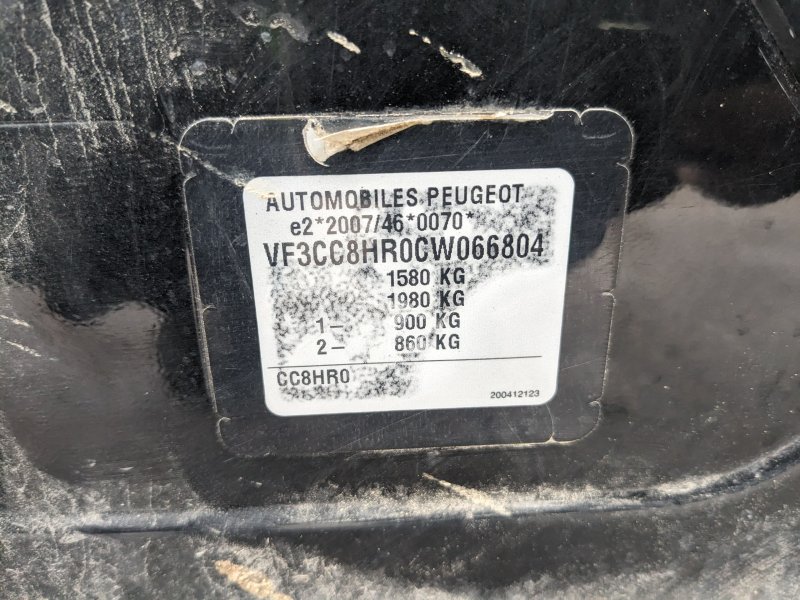 AUTOMOBILES PEUGEOT
e2*2007/46*0070*
VF3CC8HR0CW066804
1580 KG
1980 KG
1– 900 KG
2– 860 KG
CC8HR0
200412123